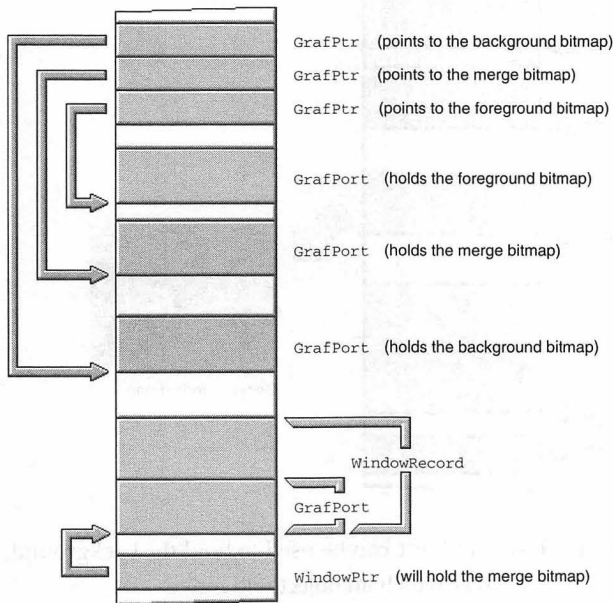 GrafPtr (points to the background bitmap)
GrafPtr (points to the merge bitmap)
GrafPtr (points to the foreground bitmap)
GrafPort (holds the foreground bitmap)
GrafPort (holds the merge bitmap)
GrafPort (holds the background bitmap)
WindowRecord
GrafPort
WindowPtr (will hold the merge bitmap)